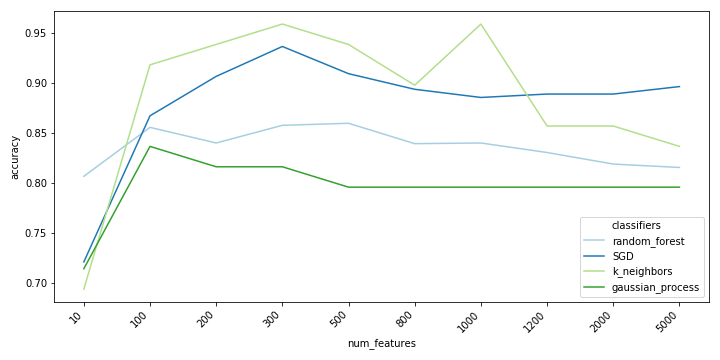 0.95
0.90
0.85
0.80
0.75
0.70
accuracy
10
100
200
300
500
800
1000
1200
2000
5000
num_features
classifiers
random_forest
SGD
k_neighbors
gaussian_process